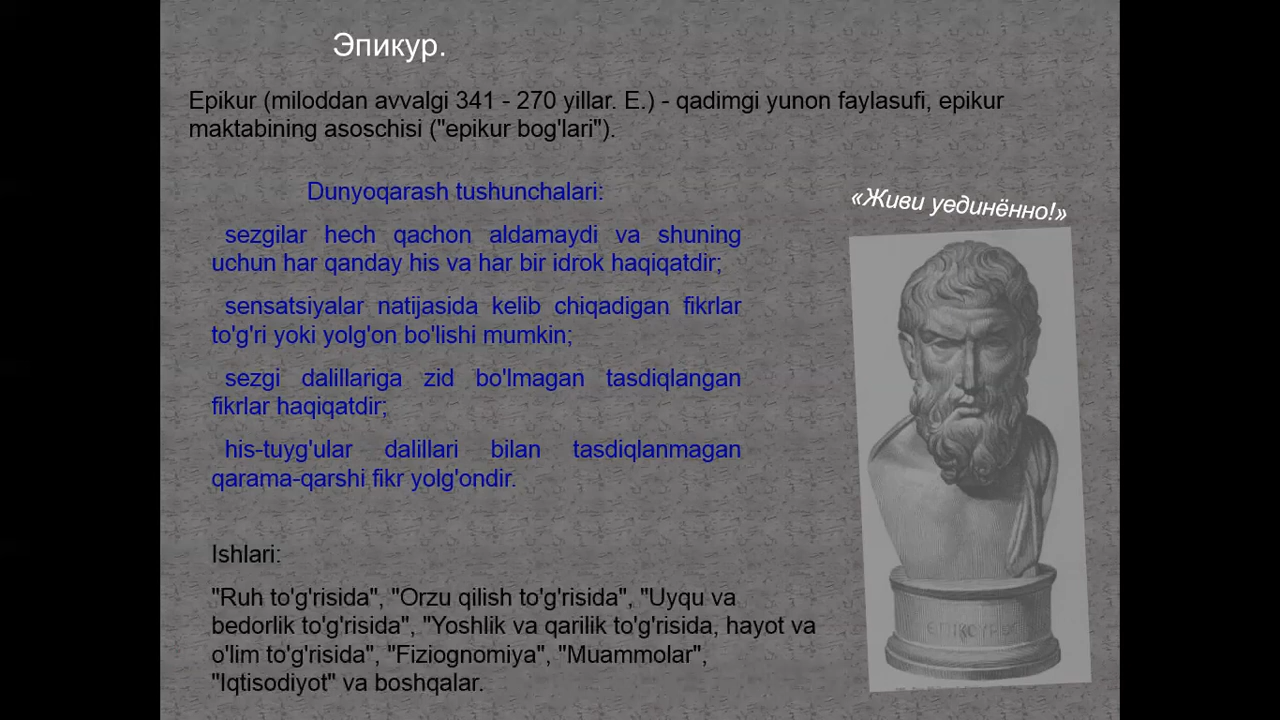 Эпикур.
Epikur (miloddan avvalgi 341 - 270 yillar. E.) - qadimgi yunon faylasufi, epikur
maktabining asoschisi ("epikur bog'lari").
Dunyoqarash tushunchalari:
sezgilar hech qachon aldamaydi va shuning
uchun har qanday his va har bir idrok haqiqatdir;
sensatsiyalar natijasida kelib chiqadigan fikrlar
to'g'ri yoki yolg'on bo'lishi mumkin;
sezgi dalillariga zid bo'lmagan tasdiqlangan
fikrlar haqiqatdir;
his-tuyg'ular dalillari bilan tasdiqlanmagan
qarama-qarshi fikr yolg'ondir.
«Живи уединённо!»
Ishlari:
"Ruh to'g'risida", "Orzu qilish to'g'risida", "Uyqu va
bedorlik to'g'risida", "Yoshlik va qarilik to'g'risida, hayot va
o'lim to'g'risida", "Fiziognomiya", "Muammolar",
"Iqtisodiyot" va boshqalar.